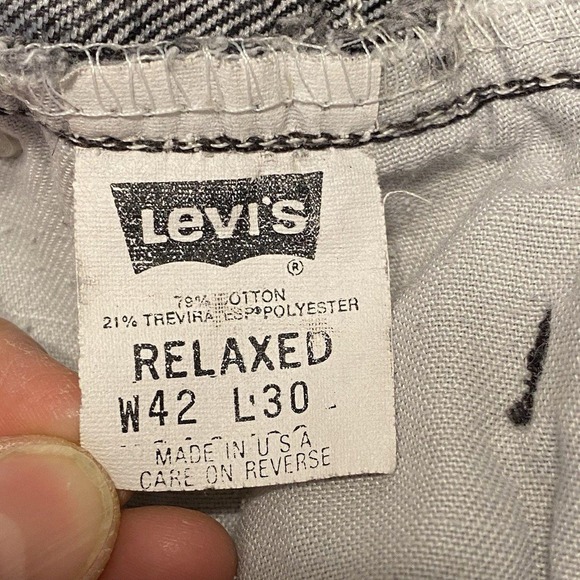 LEVI'S
®
79% COTTON
21% TREVIRA ESP® POLYESTER
RELAXED
W42 L30
MADE IN U S A
CARE ON REVERSE